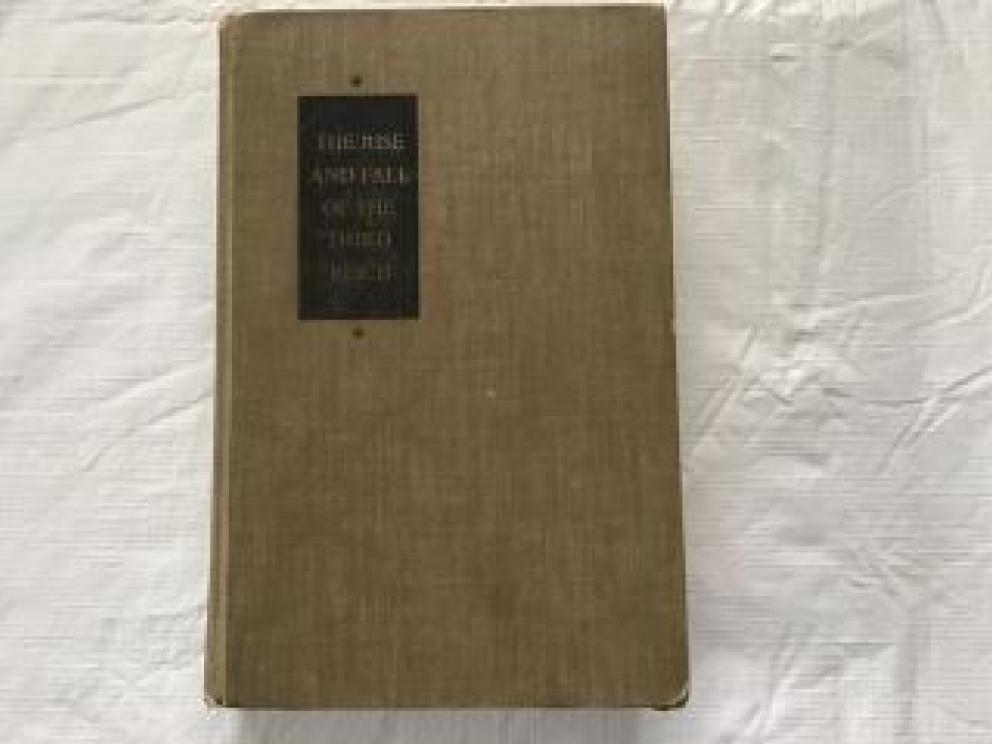 THE RISE
AND FALL
OF THE
THIRD
REICH